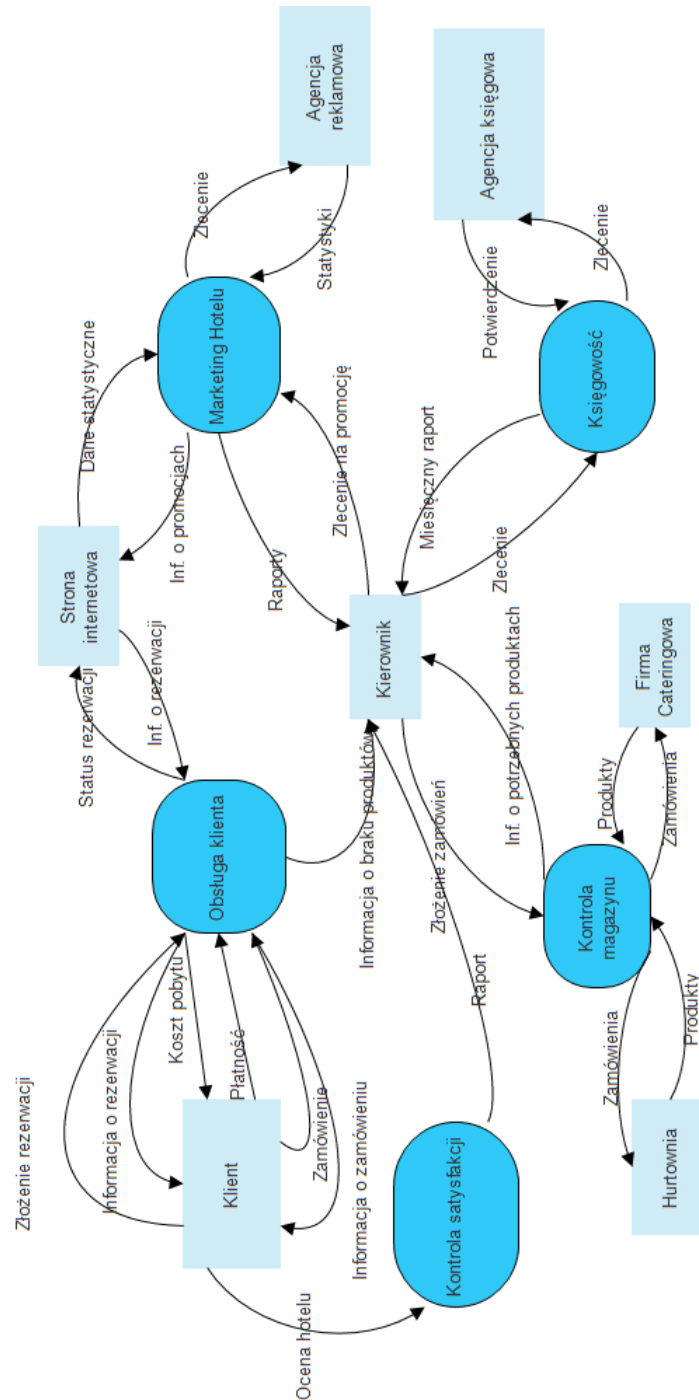 Złożenie rezerwacji
Informacja o rezerwacji
Koszt pobytu
Płatność
Zamówienie
Informacja o zamówieniu
Ocena hotelu
Klient
Obsługa klienta
Status rezerwacji
Inf. o rezerwacji
Strona
internetowa
Dane statystyczne
Inf. o promocjach
Marketing Hotelu
Zlecenie
Statystyki
Agencja
reklamowa
Raporty
Zlecenie na promocję
Informacja o braku produktów
Kierownik
Miesięczny raport
Zlecenie
Księgowość
Potwierdzenie
Zlecenie
Agencja księgowa
Kontrola satysfakcji
Raport
Złożenie zamówień
Inf. o potrzebnych produktach
Kontrola
magazynu
Produkty
Zamówienia
Firma
Cateringowa
Zamówienia
Produkty
Hurtownia